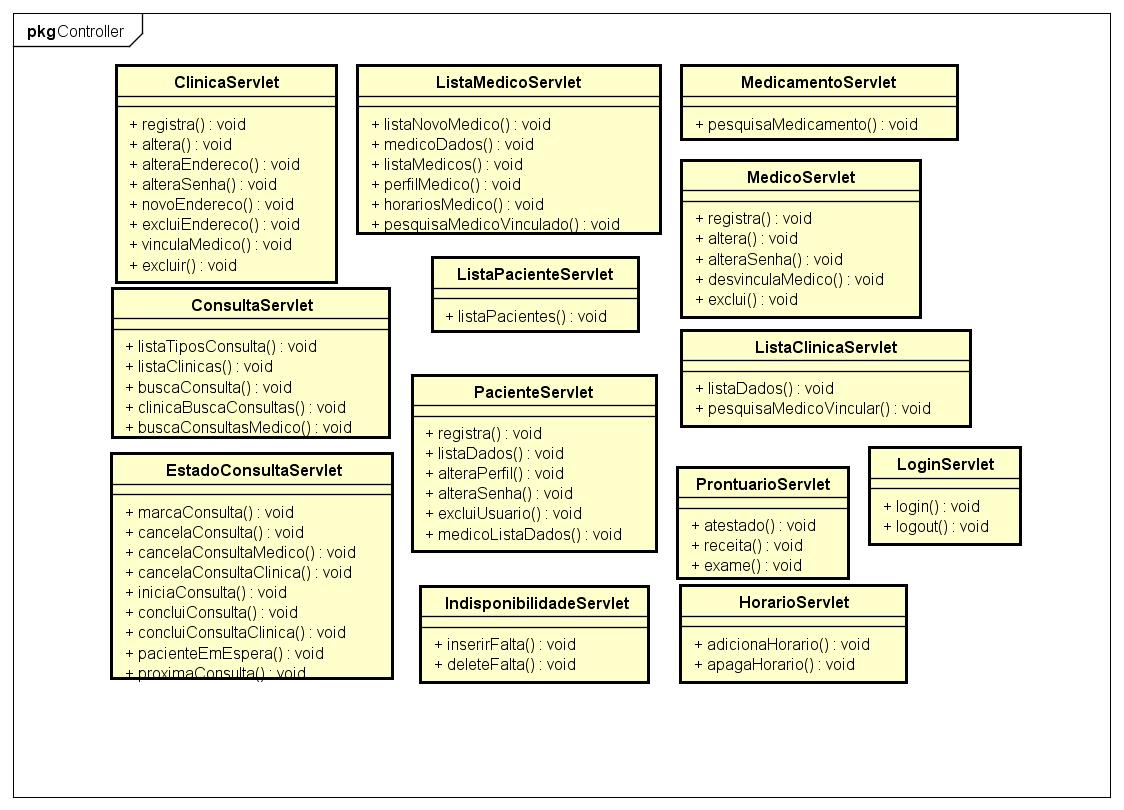 pkg Controller
ClinicaServlet
+ registra() : void
+ altera() : void
+ alteraEndereco() : void
+ alteraSenha() : void
+ novoEndereco() : void
+ excluiEndereco() : void
+ vinculaMedico() : void
+ excluir() : void
ListaMedicoServlet
+ listaNovoMedico() : void
+ medicoDados() : void
+ listaMedicos() : void
+ perfilMedico() : void
+ horariosMedico() : void
+ pesquisaMedicoVinculado() : void
MedicamentoServlet
+ pesquisaMedicamento() : void
MedicoServlet
+ registra() : void
+ altera() : void
+ alteraSenha() : void
+ desvinculaMedico() : void
+ exclui() : void
ListaPacienteServlet
+ listaPacientes() : void
ConsultaServlet
+ listaTiposConsulta() : void
+ listaClinicas() : void
+ buscaConsulta() : void
+ clinicaBuscaConsultas() : void
+ buscaConsultasMedico() : void
ListaClinicaServlet
+ listaDados() : void
+ pesquisaMedicoVincular() : void
PacienteServlet
+ registra() : void
+ listaDados() : void
+ alteraPerfil() : void
+ alteraSenha() : void
+ excluiUsuario() : void
+ medicoListaDados() : void
EstadoConsultaServlet
+ marcaConsulta() : void
+ cancelaConsulta() : void
+ cancelaConsultaMedico() : void
+ cancelaConsultaClinica() : void
+ iniciaConsulta() : void
+ concluiConsulta() : void
+ concluiConsultaClinica() : void
+ pacienteEmEspera() : void
+ proximaConsulta() : void
ProntuarioServlet
+ atestado() : void
+ receita() : void
+ exame() : void
LoginServlet
+ login() : void
+ logout() : void
IndisponibilidadeServlet
+ inserirFalta() : void
+ deleteFalta() : void
HorarioServlet
+ adicionaHorario() : void
+ apagaHorario() : void